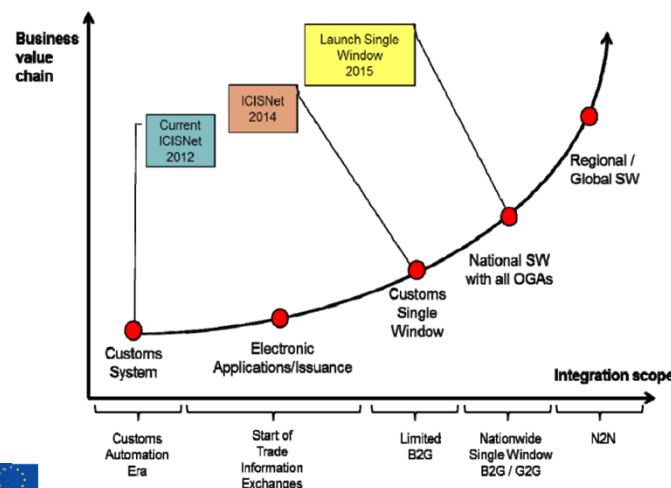 Business
value
chain
Launch Single
Window
2015
ICISNet
2014
Current
ICISNet
2012
Regional /
Global SW
National SW
with all OGAs
Customs
Single
Window
Electronic
Applications/Issuance
Customs
System
Integration scope
Customs
Automation
Era
Start of
Trade
Information
Exchanges
Limited
B2G
Nationwide
Single Window
B2G / G2G
N2N